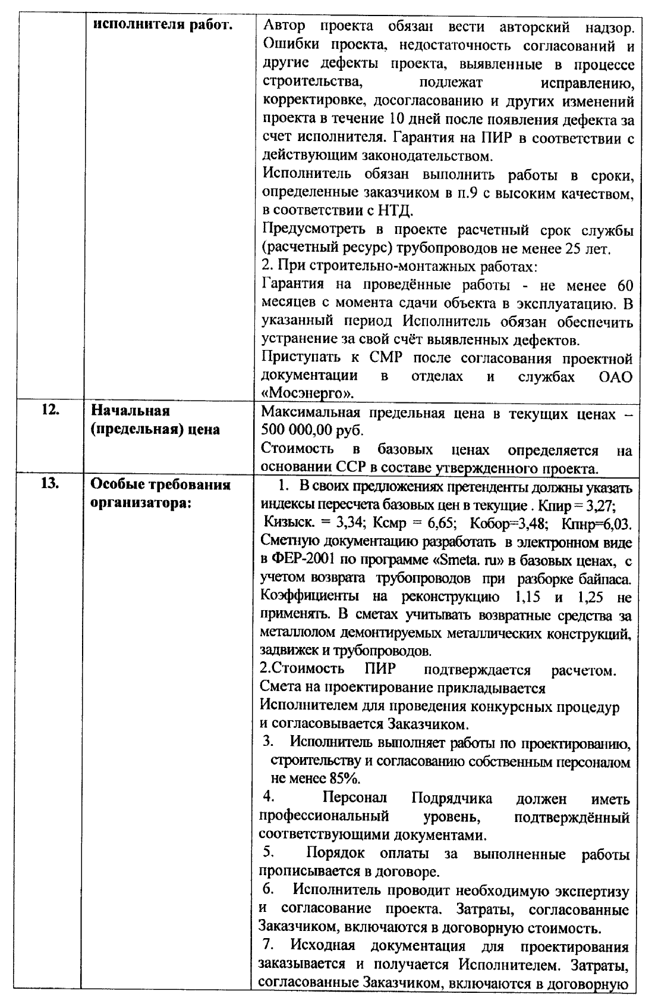 исполнителя работ.
Автор проекта обязан вести авторский надзор.
Ошибки проекта, недостаточность согласований и
другие дефекты проекта, выявленные в процессе
строительства, подлежат исправлению,
корректировке, досогласованию и других изменений
проекта в течение 10 дней после появления дефекта за
счет исполнителя. Гарантия на ПИР в соответствии с
действующим законодательством.
Исполнитель обязан выполнить работы в сроки,
определенные заказчиком в п.9 с высоким качеством,
в соответствии с НТД.
Предусмотреть в проекте расчетный срок службы
(расчетный ресурс) трубопроводов не менее 25 лет.
2. При строительно-монтажных работах:
Гарантия на проведённые работы - не менее 60
месяцев с момента сдачи объекта в эксплуатацию. В
указанный период Исполнитель обязан обеспечить
устранение за свой счёт выявленных дефектов.
Приступать к СМР после согласования проектной
документации в отделах и службах ОАО
«Мосэнерго».
12.
Начальная
(предельная) цена
Максимальная предельная цена в текущих ценах –
500 000,00 руб.
Стоимость в базовых ценах определяется на
основании ССР в составе утвержденного проекта.
13.
Особые требования
организатора:
1. В своих предложениях претенденты должны указать
индексы пересчета базовых цен в текущие . Кпир = 3,27;
Кизыск. = 3,34; Ксмр = 6,65; Кобор=3,48; Кпнр=6,03.
Сметную документацию разработать в электронном виде
в ФЕР-2001 по программе «Smeta. ru» в базовых ценах, с
учетом возврата трубопроводов при разборке байпаса.
Коэффициенты на реконструкцию 1,15 и 1,25 не
применять. В сметах учитывать возвратные средства за
металлолом демонтируемых металлических конструкций,
задвижек и трубопроводов.
2.Стоимость ПИР подтверждается расчетом.
Смета на проектирование прикладывается
Исполнителем для проведения конкурсных процедур
и согласовывается Заказчиком.
3. Исполнитель выполняет работы по проектированию,
строительству и согласованию собственным персоналом
не менее 85%.
4. Персонал Подрядчика должен иметь
профессиональный уровень, подтверждённый
соответствующими документами.
5. Порядок оплаты за выполненные работы
прописывается в договоре.
6. Исполнитель проводит необходимую экспертизу
и согласование проекта. Затраты, согласованные
Заказчиком, включаются в договорную стоимость.
7. Исходная документация для проектирования
заказывается и получается Исполнителем. Затраты,
согласованные Заказчиком, включаются в договорную